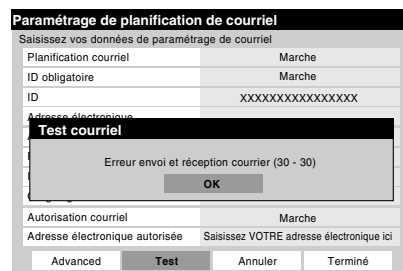 Paramétrage de planification de courriel
Saisissez vos données de paramétrage de courriel
Planification courriel Marche
ID obligatoire Marche
ID XXXXXXXXXXXXXXXX
Adresse électronique
Test courriel
Erreur envoi et réception courrier (30 - 30)
OK
Autorisation courriel Marche
Adresse électronique autorisée Saisissez VOTRE adresse électronique ici
Advanced Test Annuler Terminé